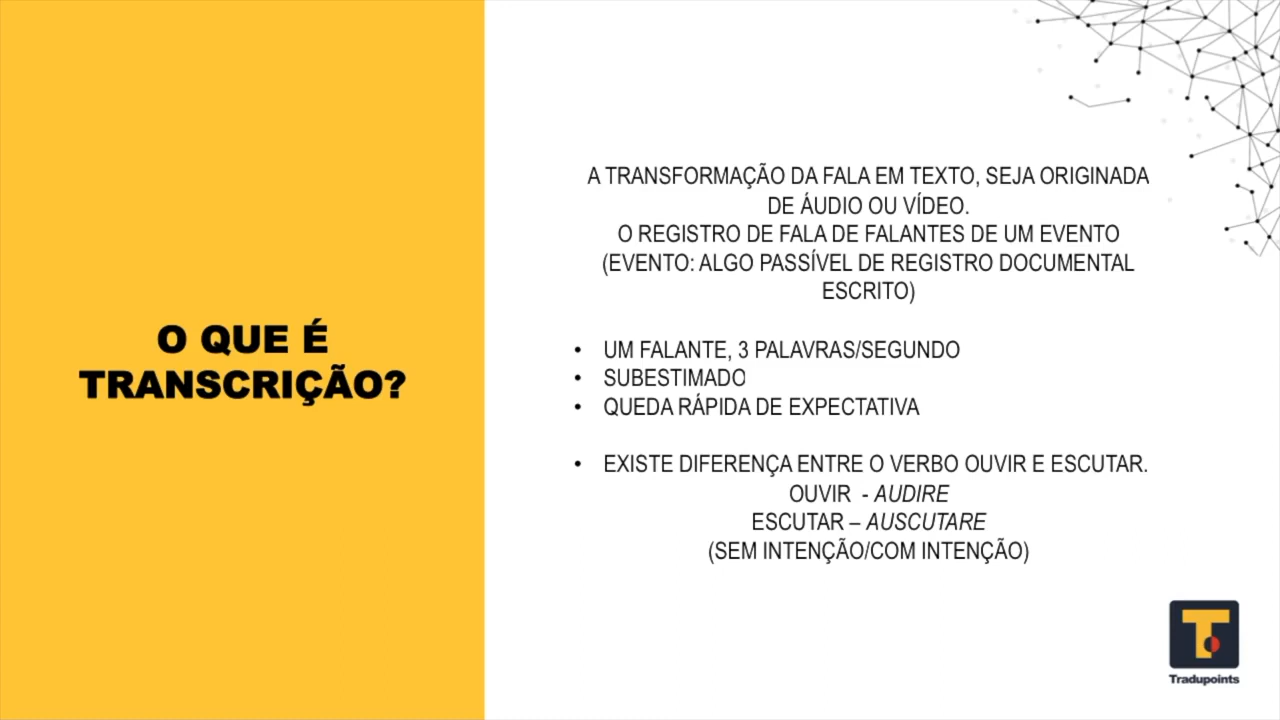 O QUE É
TRANSCRIÇÃO?
A TRANSFORMAÇÃO DA FALA EM TEXTO, SEJA ORIGINADA
DE ÁUDIO OU VÍDEO.
O REGISTRO DE FALA DE FALANTES DE UM EVENTO
(EVENTO: ALGO PASSÍVEL DE REGISTRO DOCUMENTAL
ESCRITO)
• UM FALANTE, 3 PALAVRAS/SEGUNDO
• SUBESTIMADO
• QUEDA RÁPIDA DE EXPECTATIVA
• EXISTE DIFERENÇA ENTRE O VERBO OUVIR E ESCUTAR.
OUVIR - AUDIRE
ESCUTAR – AUSCUTARE
(SEM INTENÇÃO/COM INTENÇÃO)
T
Tradupoints